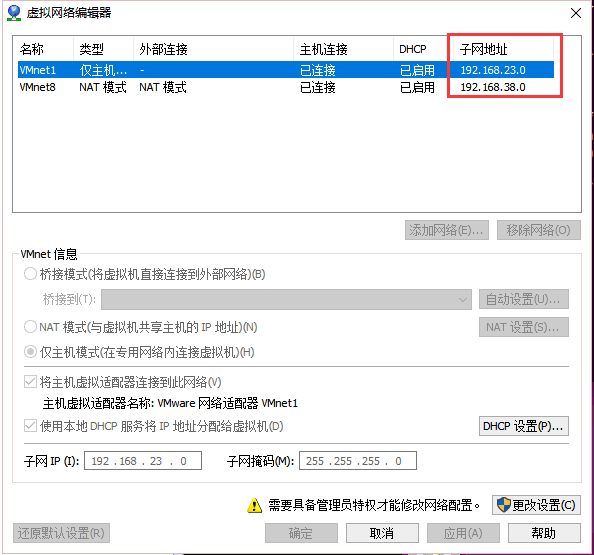 虚拟网络编辑器
名称 类型 外部连接 主机连接 DHCP 子网地址
VMnet1 仅主机... - 已连接 已启用 192.168.23.0
VMnet8 NAT 模式 NAT 模式 已连接 已启用 192.168.38.0
添加网络(E)... 移除网络(O)
VMnet 信息
桥接模式(将虚拟机直接连接到外部网络)(B)
桥接到(T): 自动设置(U)...
NAT 模式(与虚拟机共享主机的 IP 地址)(N) NAT 设置(S)...
仅主机模式(在专用网络内连接虚拟机)(H)
将主机虚拟适配器连接到此网络(V)
主机虚拟适配器名称: VMware 网络适配器 VMnet1
使用本地 DHCP 服务将 IP 地址分配给虚拟机(D) DHCP 设置(P)...
子网 IP (I): 192 . 168 . 23 . 0 子网掩码(M): 255 . 255 . 255 . 0
需要具备管理员特权才能修改网络配置。 更改设置(C)
还原默认设置(R) 确定 取消 应用(A) 帮助